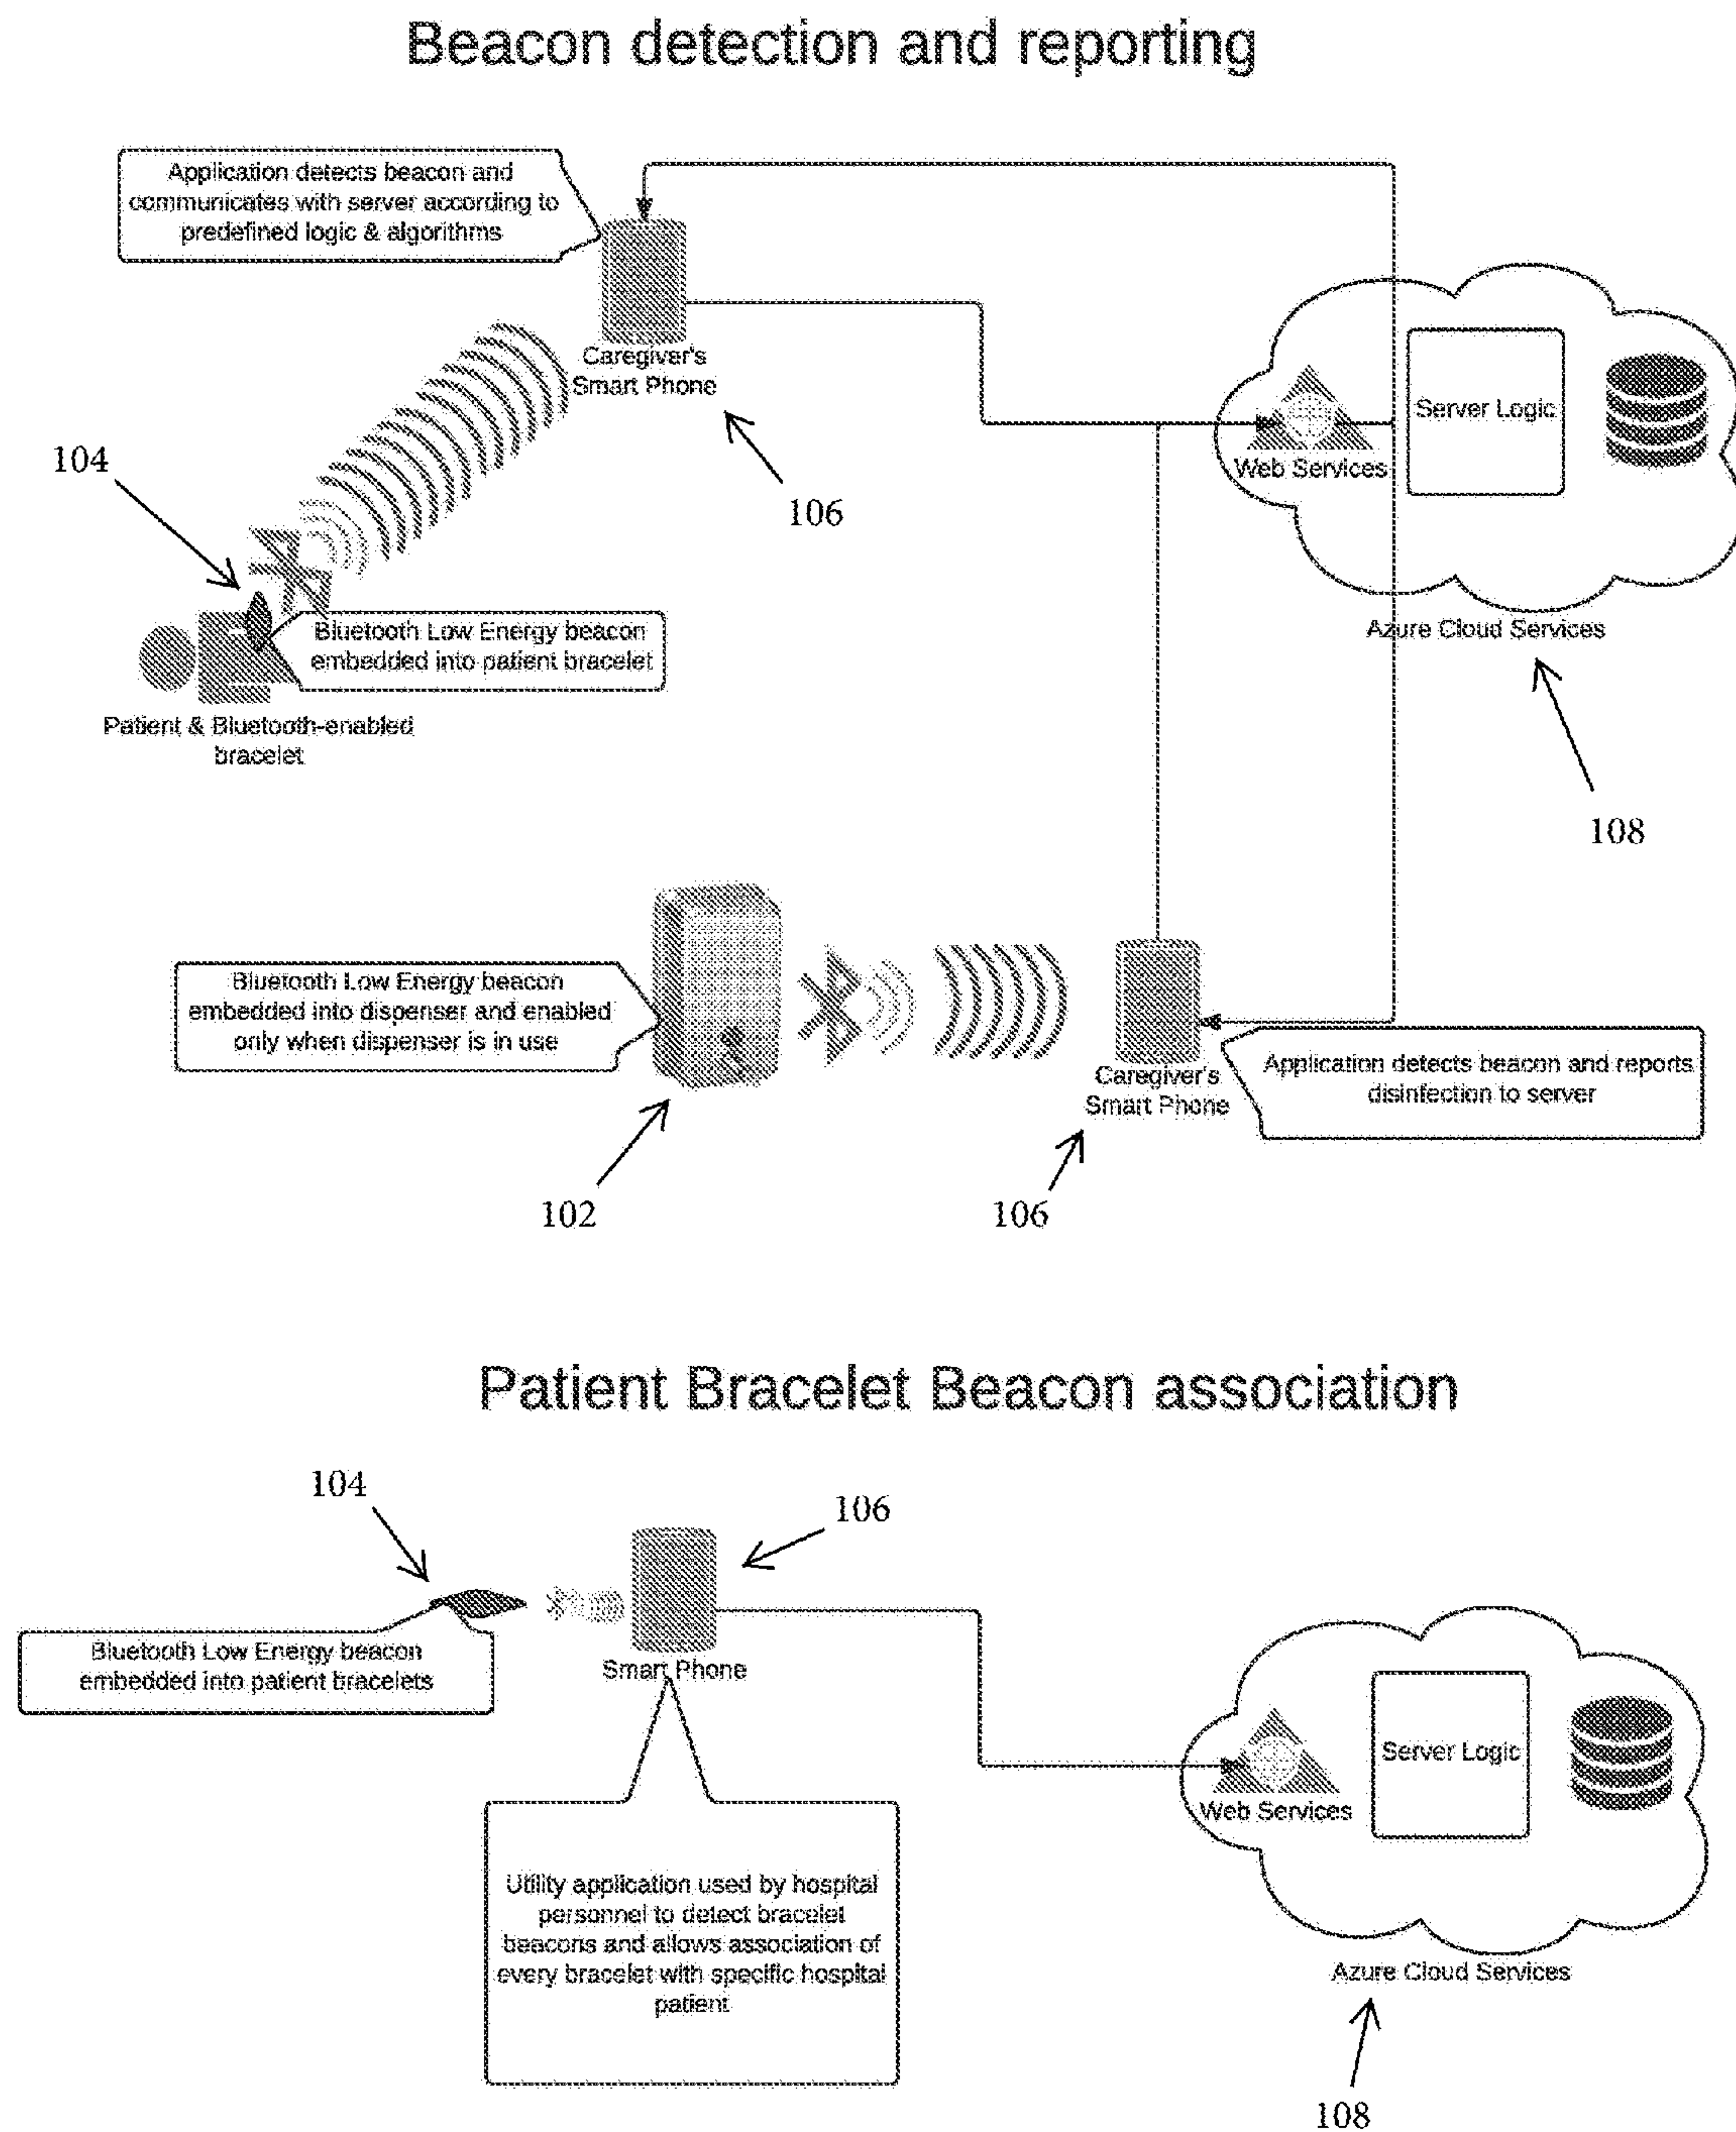 Beacon detection and reporting
Application detects beacon and
communicates with server according to
predefined logic & algorithms
Caregiver's
Smart Phone
106
104
Bluetooth Low Energy beacon
embedded into patient bracelet
Patient & Bluetooth-enabled
bracelet
Web Services
Server Logic
Azure Cloud Services
108
Bluetooth Low Energy beacon
embedded into dispenser and enabled
only when dispenser is in use
102
Caregiver's
Smart Phone
106
Application detects beacon and reports
disinfection to server
Patient Bracelet Beacon association
104
106
Bluetooth Low Energy beacon
embedded into patient bracelets
Smart Phone
Utility application used by hospital
personnel to detect bracelet
beacons and allows association of
every bracelet with specific hospital
patient
Web Services
Server Logic
Azure Cloud Services
108